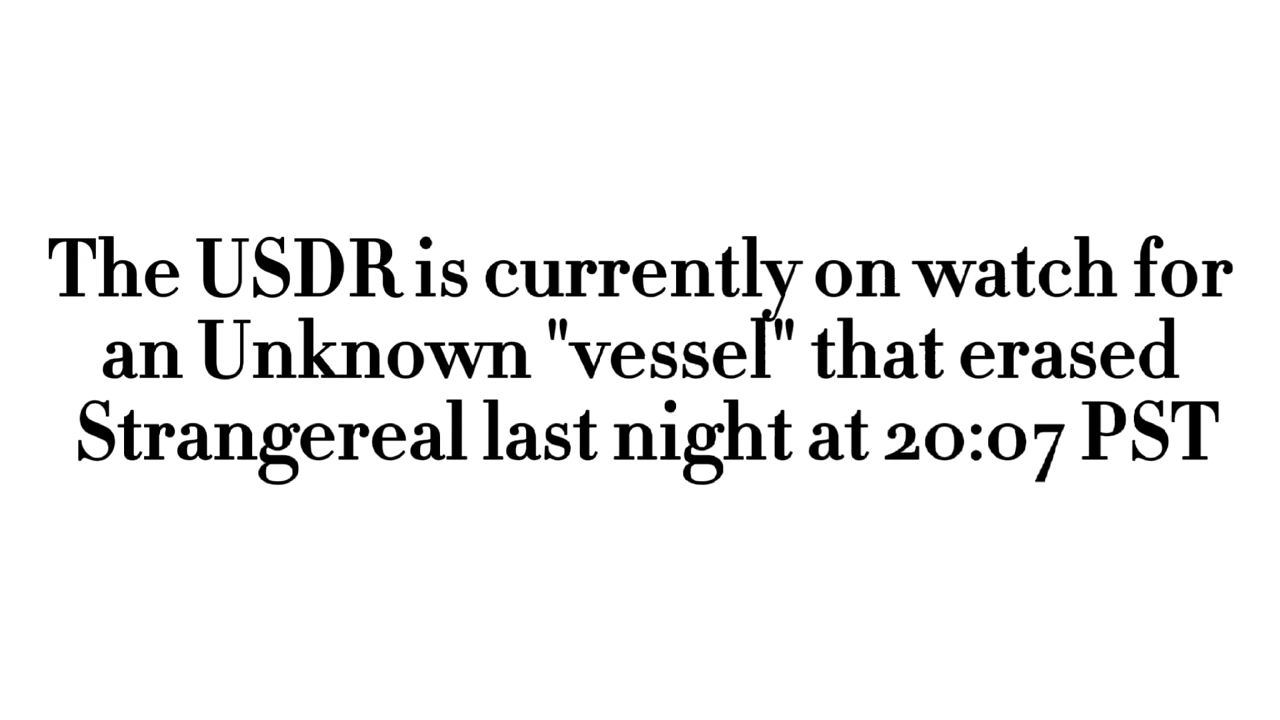 The USDR is currently on watch for
an Unknown "vessel" that erased
Strangereal last night at 20:07 PST